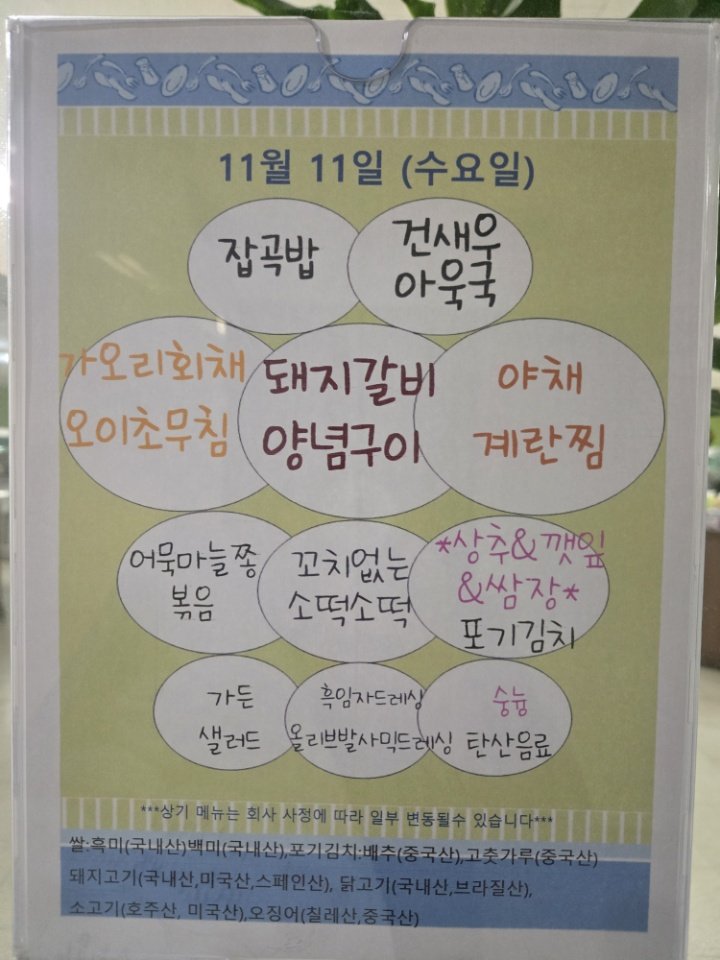 11월 11일 (수요일)
잡곡밥
건새우
아욱국
가오리회채
오이초무침
돼지갈비
양념구이
야채
계란찜
어묵마늘쫑
볶음
꼬치없는
소떡소떡
*상추&깻잎
&쌈장*
포기김치
가든
샐러드
흑임자드레싱
올리브발사믹드레싱
숭늉
탄산음료
***상기 메뉴는 회사 사정에 따라 일부 변동될수 있습니다***
쌀:흑미(국내산)백미(국내산),포기김치:배추(중국산),고춧가루(중국산)
돼지고기(국내산,미국산,스페인산), 닭고기(국내산,브라질산),
소고기(호주산, 미국산),오징어(칠레산,중국산)